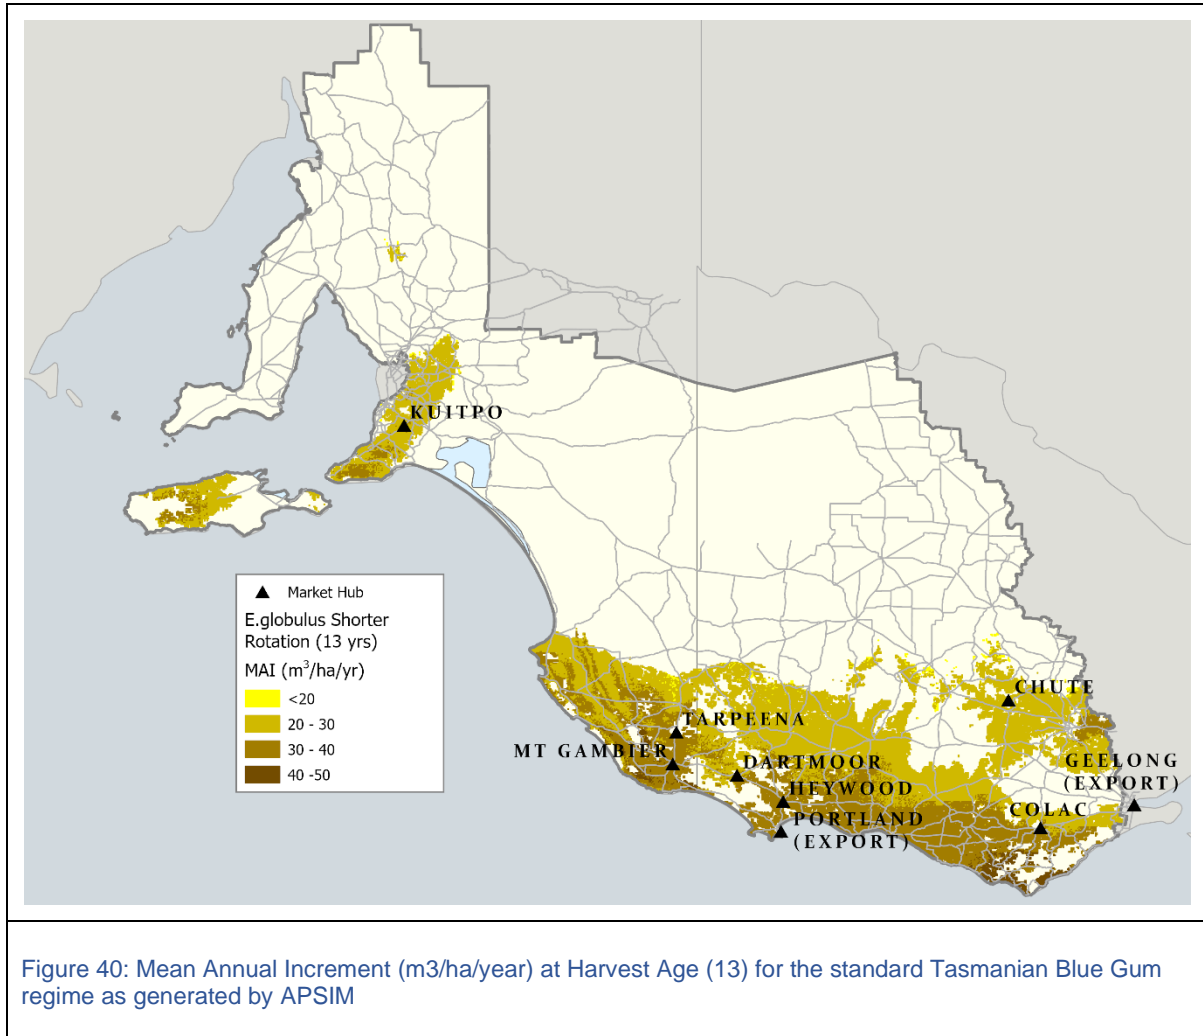 KUITPO
Market Hub
E.globulus Shorter
Rotation (13 yrs)
MAI (m³/ha/yr)
<20
20 - 30
30 - 40
40 -50
CHUTE
TARPEENA
MT GAMBIER
DARTMOOR
GEELONG
(EXPORT)
HEYWOOD
COLAC
PORTLAND
(EXPORT)
Figure 40: Mean Annual Increment (m3/ha/year) at Harvest Age (13) for the standard Tasmanian Blue Gum
regime as generated by APSIM